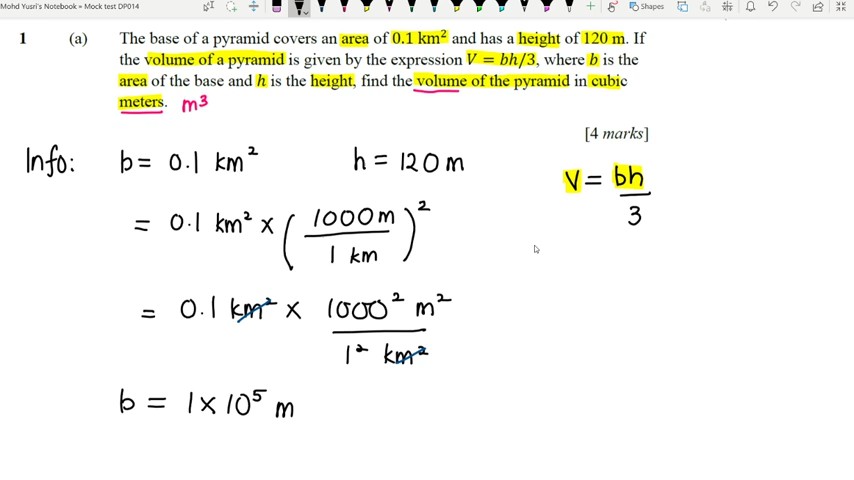 Mohd Yusri's Notebook » Mock test DP014
Shapes
1 (a) The base of a pyramid covers an area of 0.1 km² and has a height of 120 m. If
the volume of a pyramid is given by the expression V = bh/3, where b is the
area of the base and h is the height, find the volume of the pyramid in cubic
meters. m³
[4 marks]
Info: b = 0.1 km² h = 120 m
V = bh
3
= 0.1 km² × ( 1000 m )²
1 km
= 0.1 km² × 1000² m²
1² km²
b = 1 × 10⁵ m